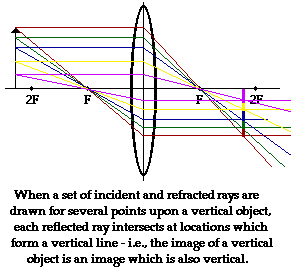 2F F F 2F
When a set of incident and refracted rays are
drawn for several points upon a vertical object,
each reflected ray intersects at locations which
form a vertical line - i.e., the image of a vertical
object is an image which is also vertical.